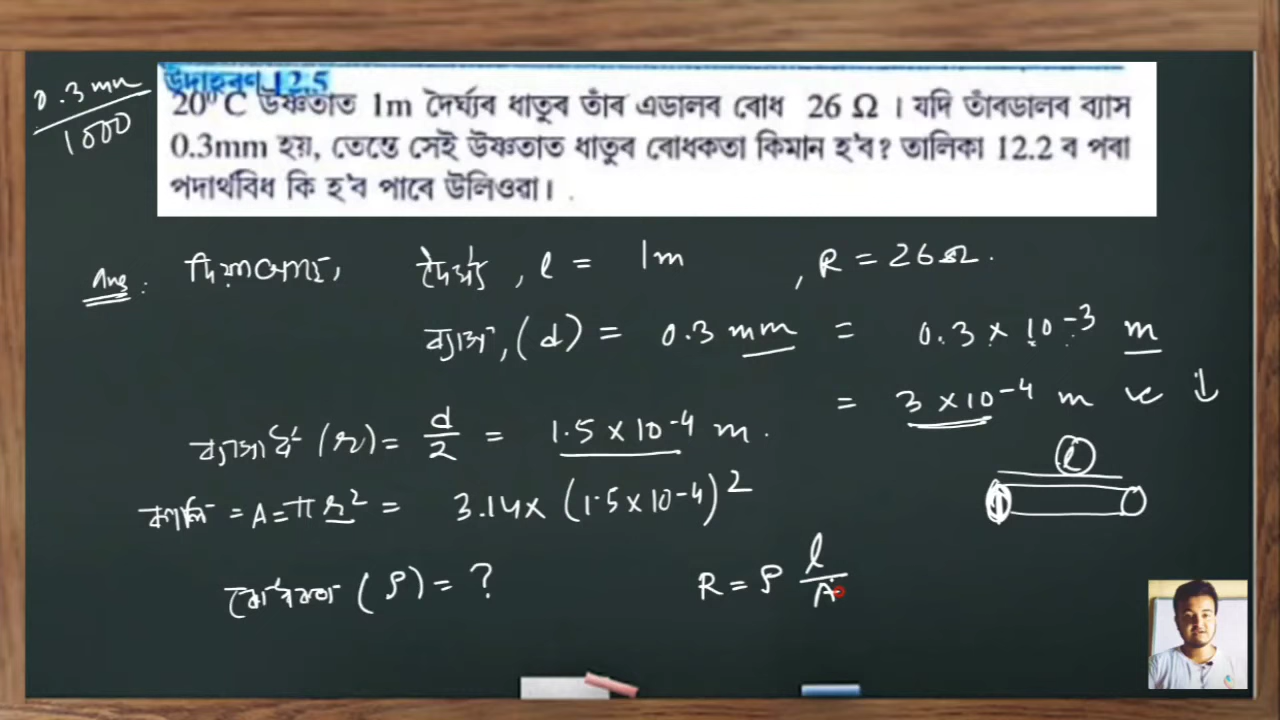 0.3 mm
1000
উদাহৰণ 12.5
20⁰ C উষ্ণতাত 1m দৈৰ্ঘ্যৰ ধাতুৰ তাঁৰ এডালৰ ৰোধ 26 Ω । যদি তাঁৰডালৰ ব্যাস
0.3mm হয়, তেন্তে সেই উষ্ণতাত ধাতুৰ ৰোধকতা কিমান হ'ব? তালিকা 12.2 ৰ পৰা
পদাৰ্থবিধ কি হ'ব পাৰে উলিওৱা।
Ans : দিয়া আছে, দৈৰ্ঘ্য, l = 1m , R = 26Ω.
ব্যাস, (d) = 0.3 mm = 0.3 × 10⁻³ m
= 3 × 10⁻⁴ m
ব্যাসাৰ্ধ (r) = d/2 = 1.5 × 10⁻⁴ m.
কালি = A = πr² = 3.14 × (1.5 × 10⁻⁴)²
l
ৰোধকতা (ρ) = ? R = ρ l/A